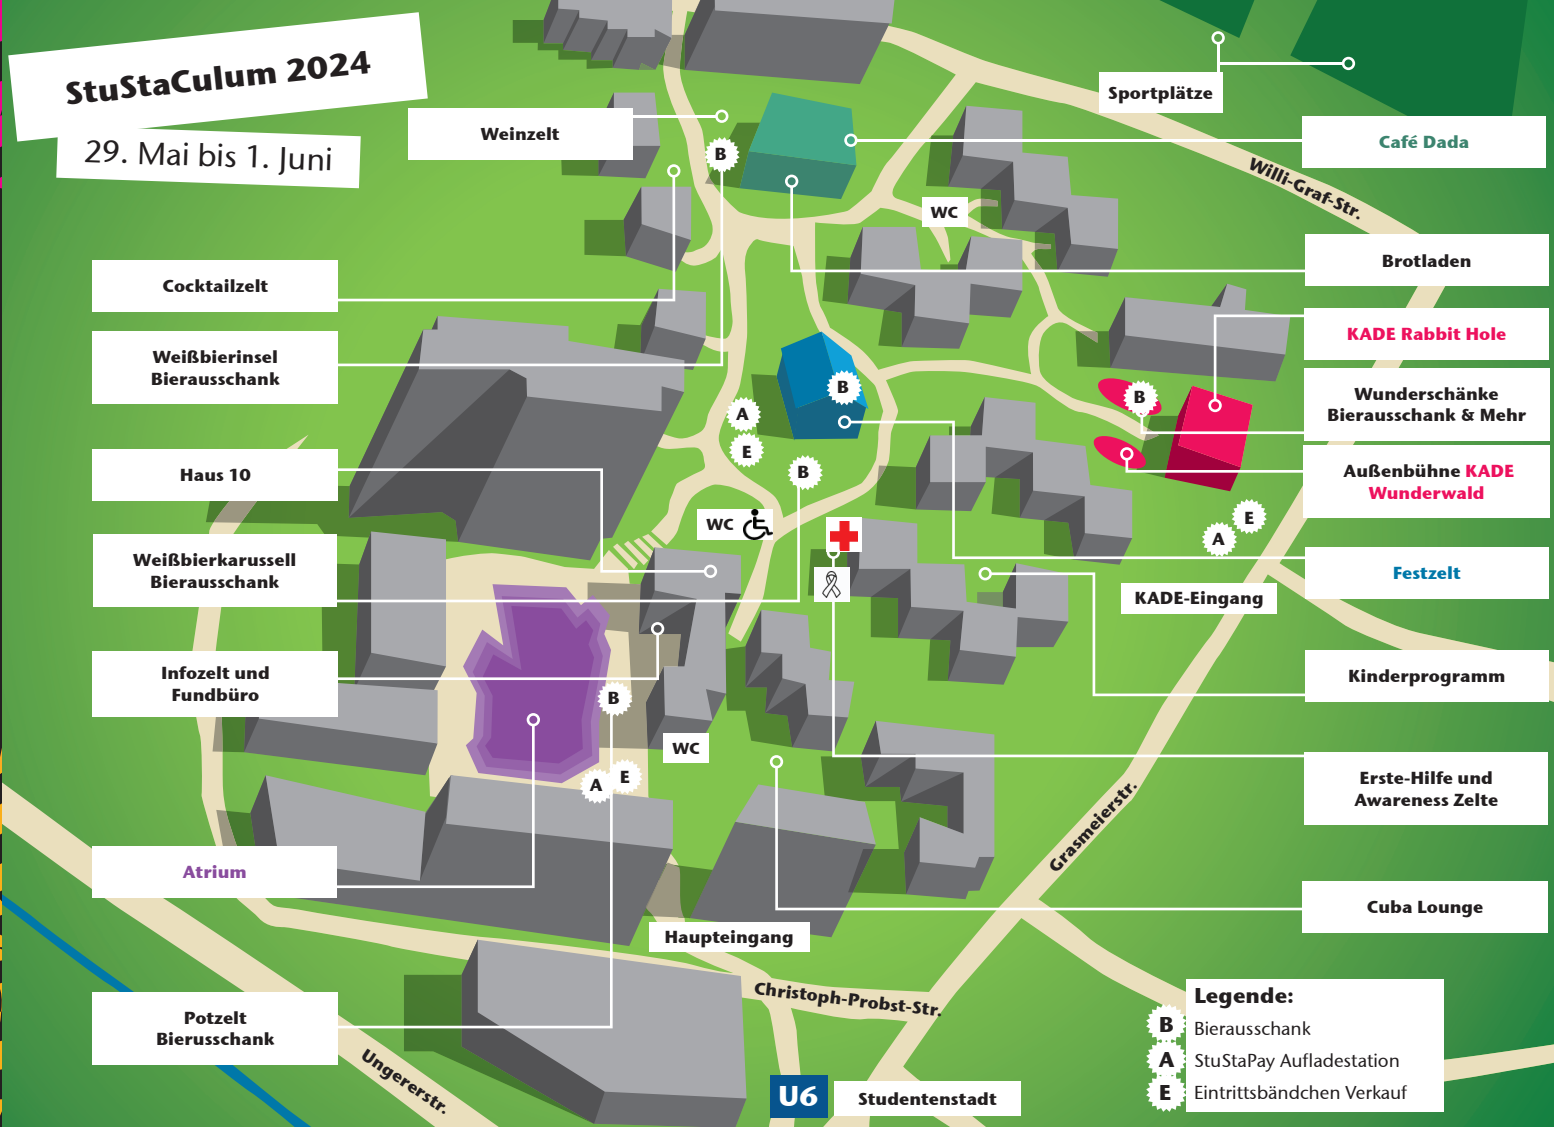 StuStaCulum 2024
29. Mai bis 1. Juni
Weinzelt
Sportplätze
Café Dada
B
Willi-Graf-Str.
WC
Brotladen
Cocktailzelt
KADE Rabbit Hole
Weißbierinsel
Bierausschank
Wunderschänke
Bierausschank & Mehr
B
B
A
E
B
Haus 10
Außenbühne KADE
Wunderwald
WC
E
A
Weißbierkarussell
Bierausschank
Festzelt
KADE-Eingang
Infozelt und
Fundbüro
Kinderprogramm
B
WC
A
E
Erste-Hilfe und
Awareness Zelte
Grasmeierstr.
Atrium
Cuba Lounge
Haupteingang
Christoph-Probst-Str.
Potzelt
Bierusschank
Ungererstr.
U6
Studentenstadt
Legende:
B Bierausschank
A StuStaPay Aufladestation
E Eintrittsbändchen Verkauf